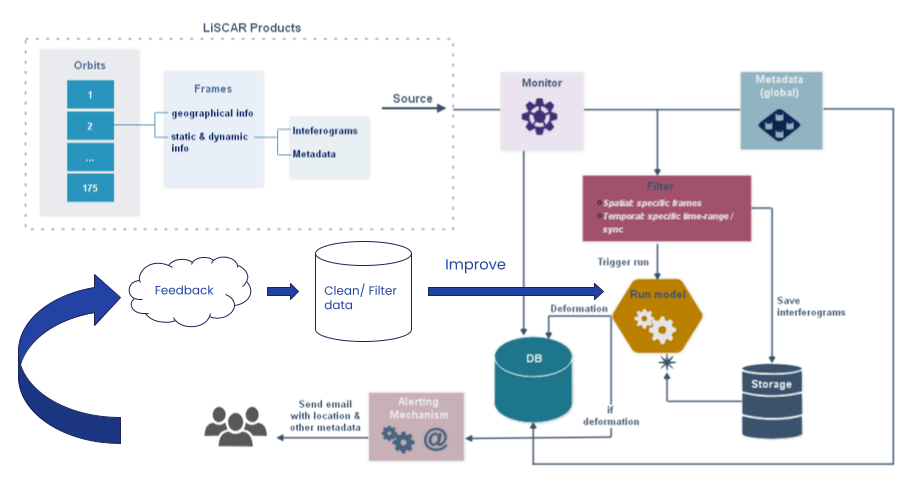 LiSCAR Products
Orbits
1
2
...
175
Frames
geographical info
static & dynamic
info
Inteferograms
Metadata
Source
Monitor
Metadata
(global)
Filter
Spatial: specific frames
Temporal: specific time-range /
sync
Trigger run
Run model
Save
interferograms
Storage
Feedback
Clean/ Filter
data
Improve
Deformation
DB
if
deformation
Alerting
Mechanism
@
Send email
with location &
other metadata